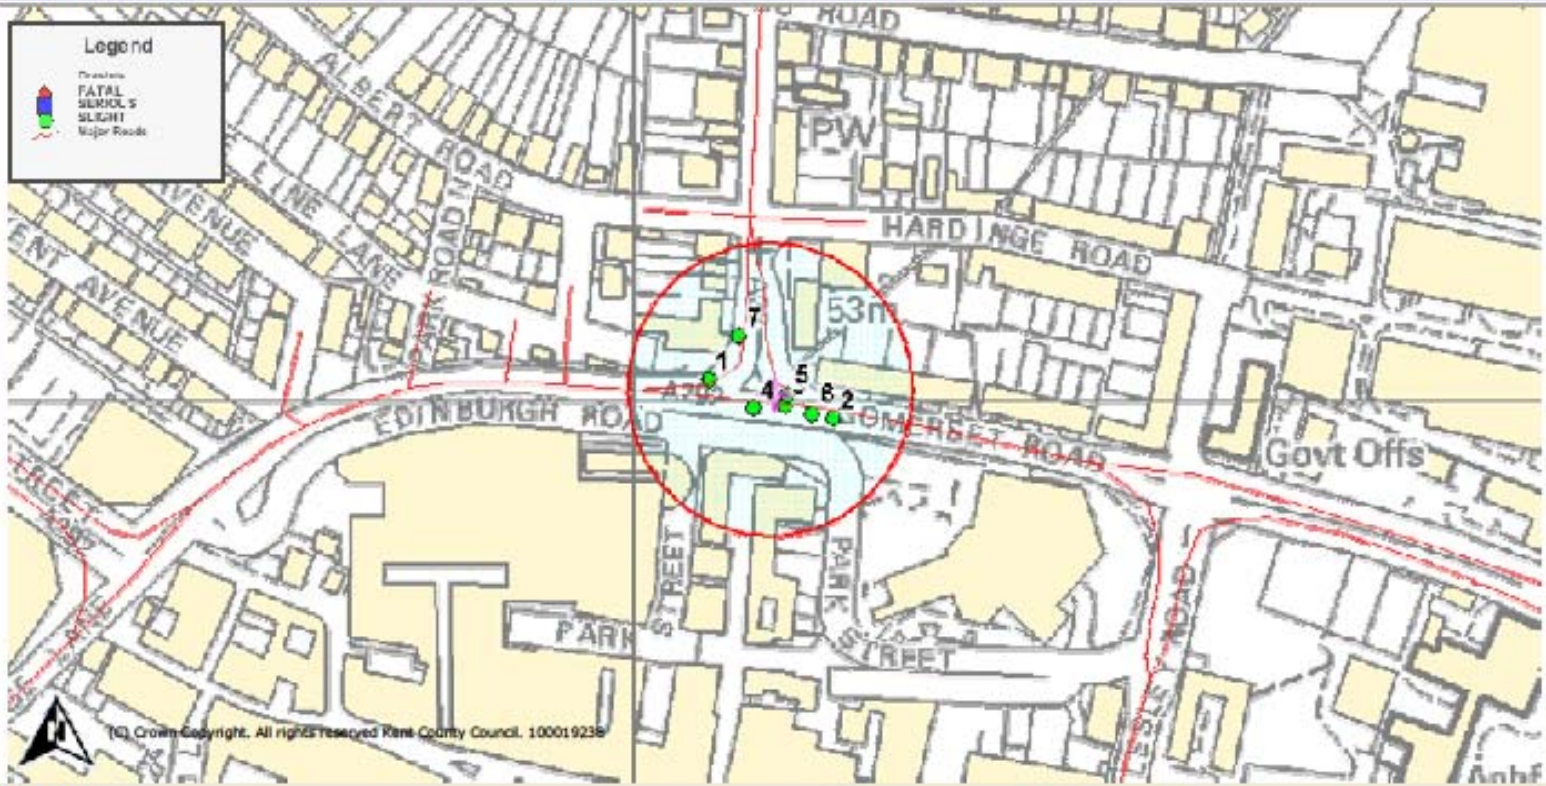 Legend
FATAL
SERIOUS
SLIGHT
Major Roads
ROAD
ALBERT ROAD
PW
AVENUE
LINE LANE
PARK ROAD
HARDINGE ROAD
ENT AVENUE
53m
7
1
5
4
6
2
EDINBURGH ROAD
SOMERSET ROAD
Govt Offs
STREET
PARK
PARK STREET
ROAD
(C) Crown Copyright. All rights reserved Kent County Council. 100019238